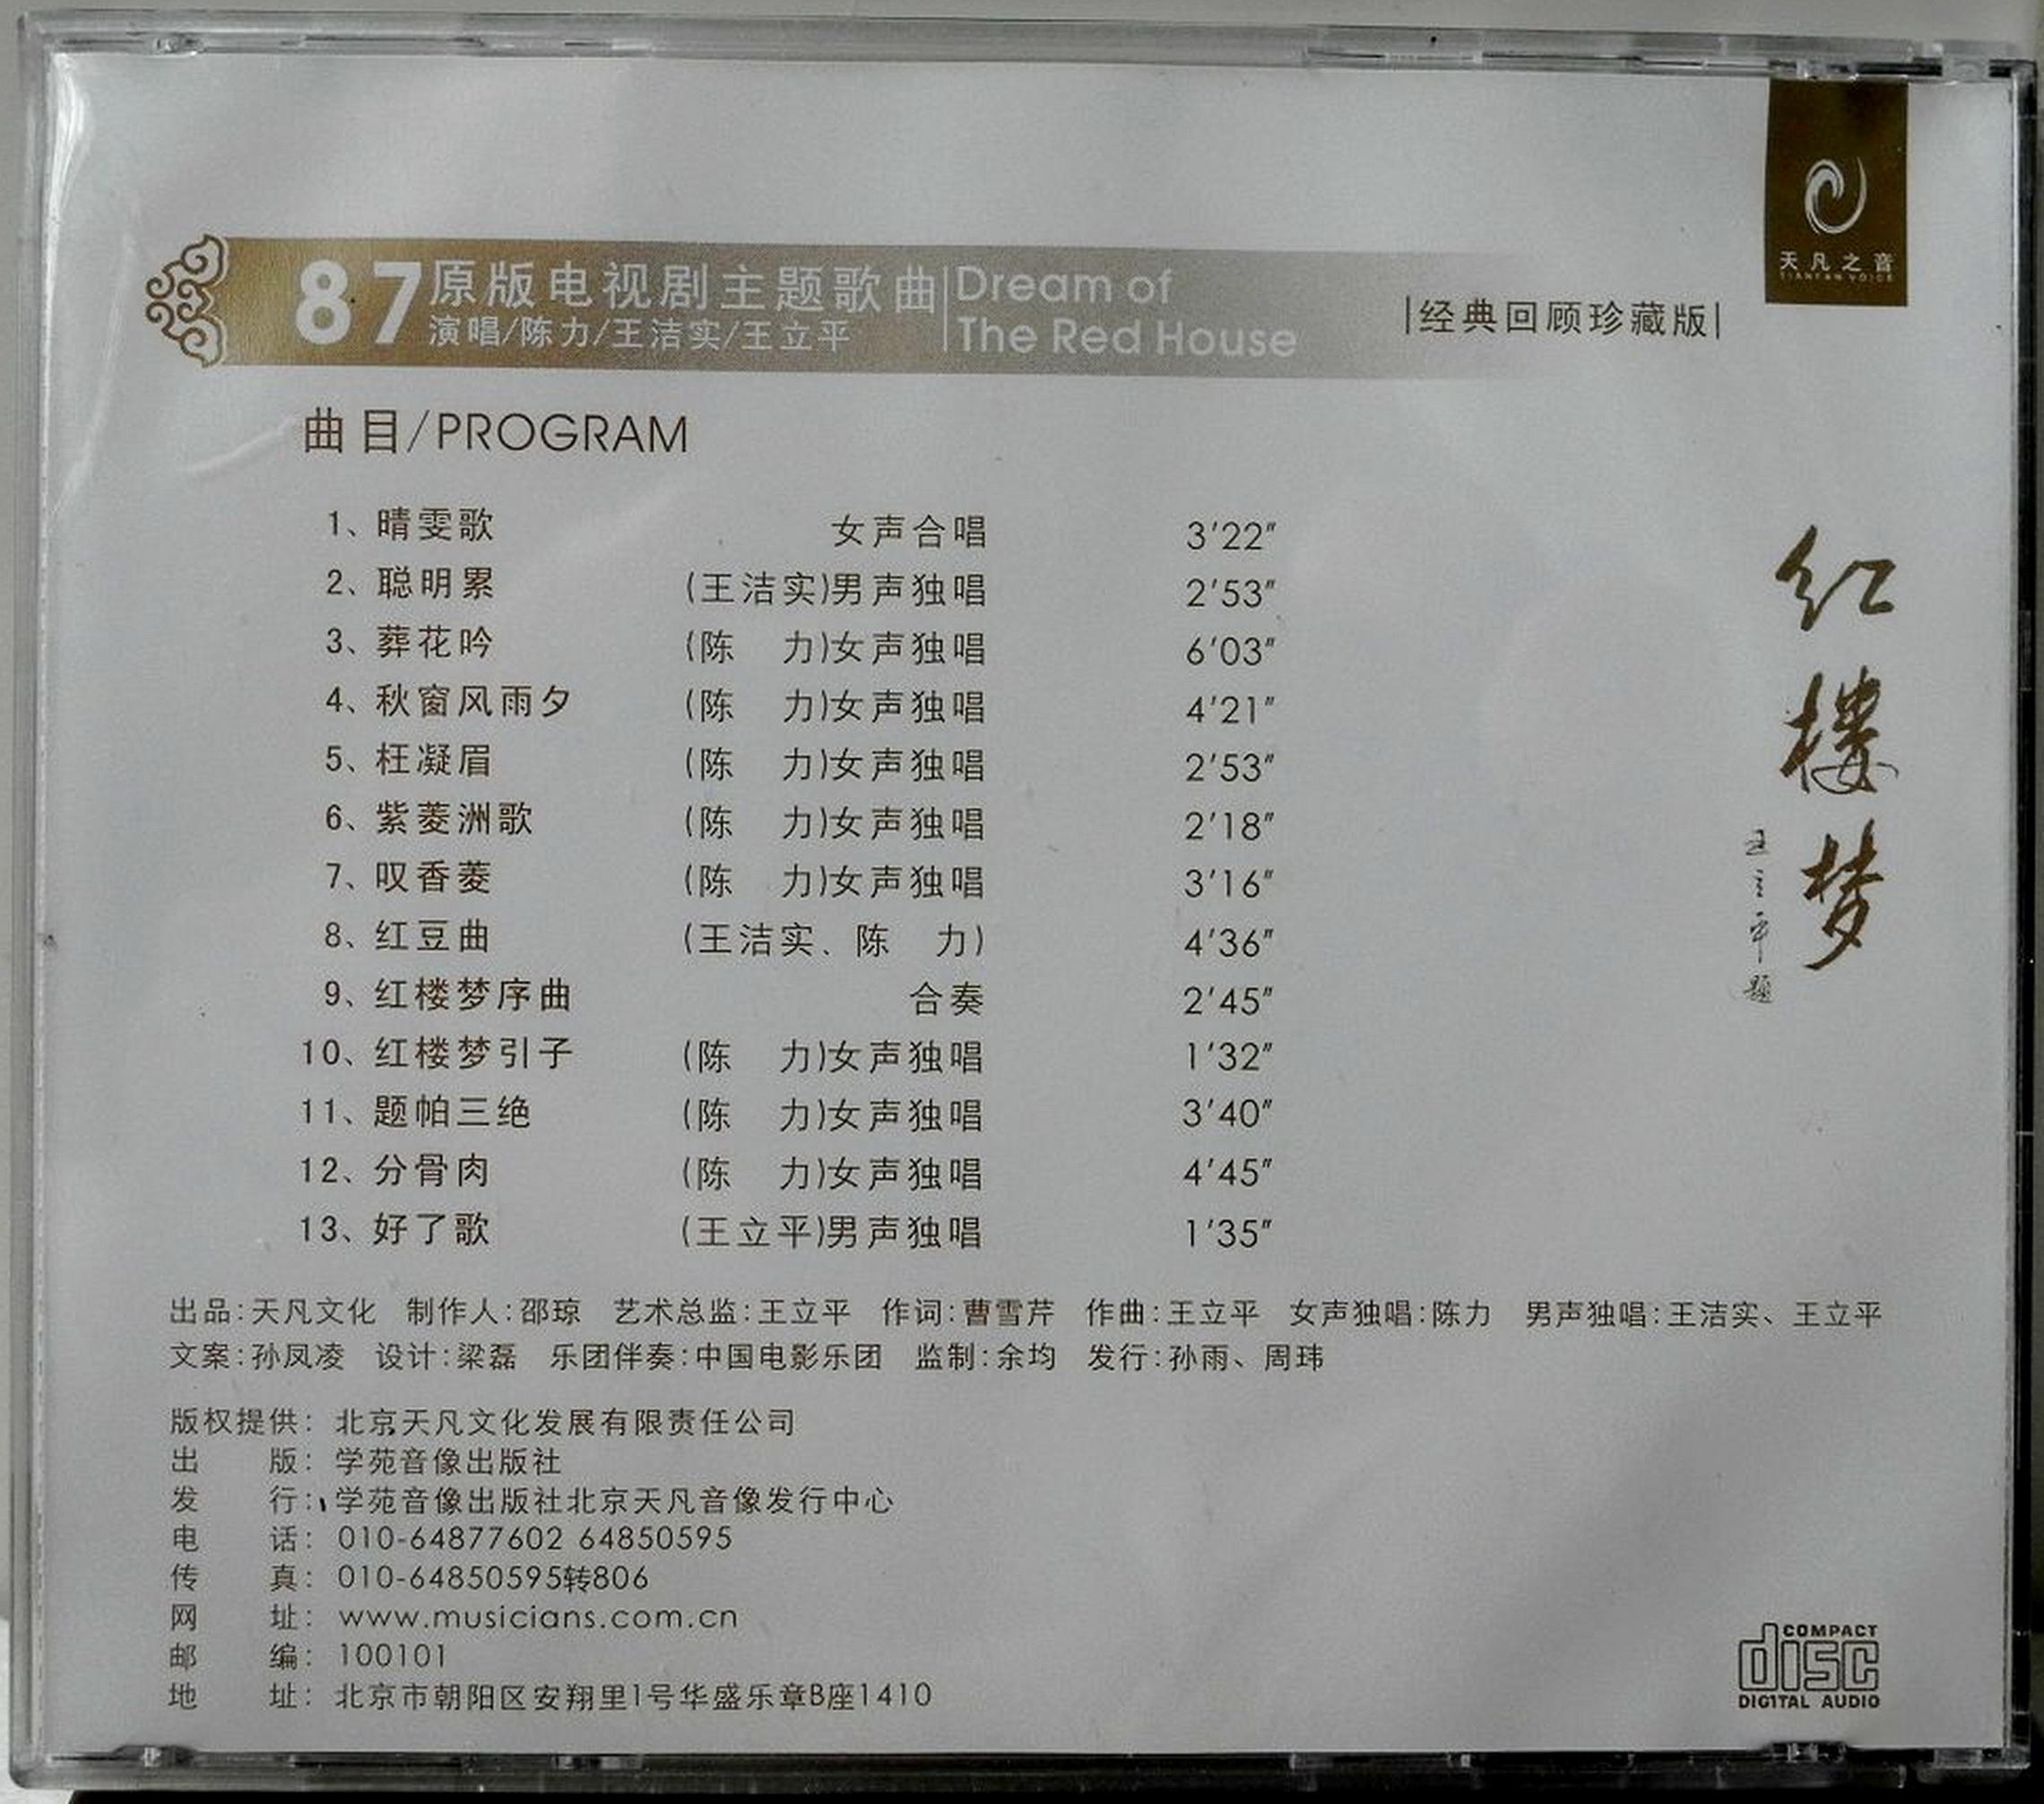 天凡之音
TIANFAN VOICE
87原版电视剧主题歌曲
演唱/陈力/王洁实/王立平
Dream of
The Red House
|经典回顾珍藏版|
曲目/PROGRAM
1、晴雯歌 女声合唱 3'22"
2、聪明累 (王洁实)男声独唱 2'53"
3、葬花吟 (陈 力)女声独唱 6'03"
4、秋窗风雨夕 (陈 力)女声独唱 4'21"
5、枉凝眉 (陈 力)女声独唱 2'53"
6、紫菱洲歌 (陈 力)女声独唱 2'18"
7、叹香菱 (陈 力)女声独唱 3'16"
8、红豆曲 (王洁实、陈 力) 4'36"
9、红楼梦序曲 合奏 2'45"
10、红楼梦引子 (陈 力)女声独唱 1'32"
11、题帕三绝 (陈 力)女声独唱 3'40"
12、分骨肉 (陈 力)女声独唱 4'45"
13、好了歌 (王立平)男声独唱 1'35"
红楼梦
王立平题
出品:天凡文化 制作人:邵琼 艺术总监:王立平 作词:曹雪芹 作曲:王立平 女声独唱:陈力 男声独唱:王洁实、王立平
文案:孙凤凌 设计:梁磊 乐团伴奏:中国电影乐团 监制:余均 发行:孙雨、周玮
版权提供: 北京天凡文化发展有限责任公司
出 版: 学苑音像出版社
发 行: 学苑音像出版社北京天凡音像发行中心
电 话: 010-64877602 64850595
传 真: 010-64850595转806
网 址: www.musicians.com.cn
邮 编: 100101
地 址: 北京市朝阳区安翔里1号华盛乐章B座1410
COMPACT
disc
DIGITAL AUDIO